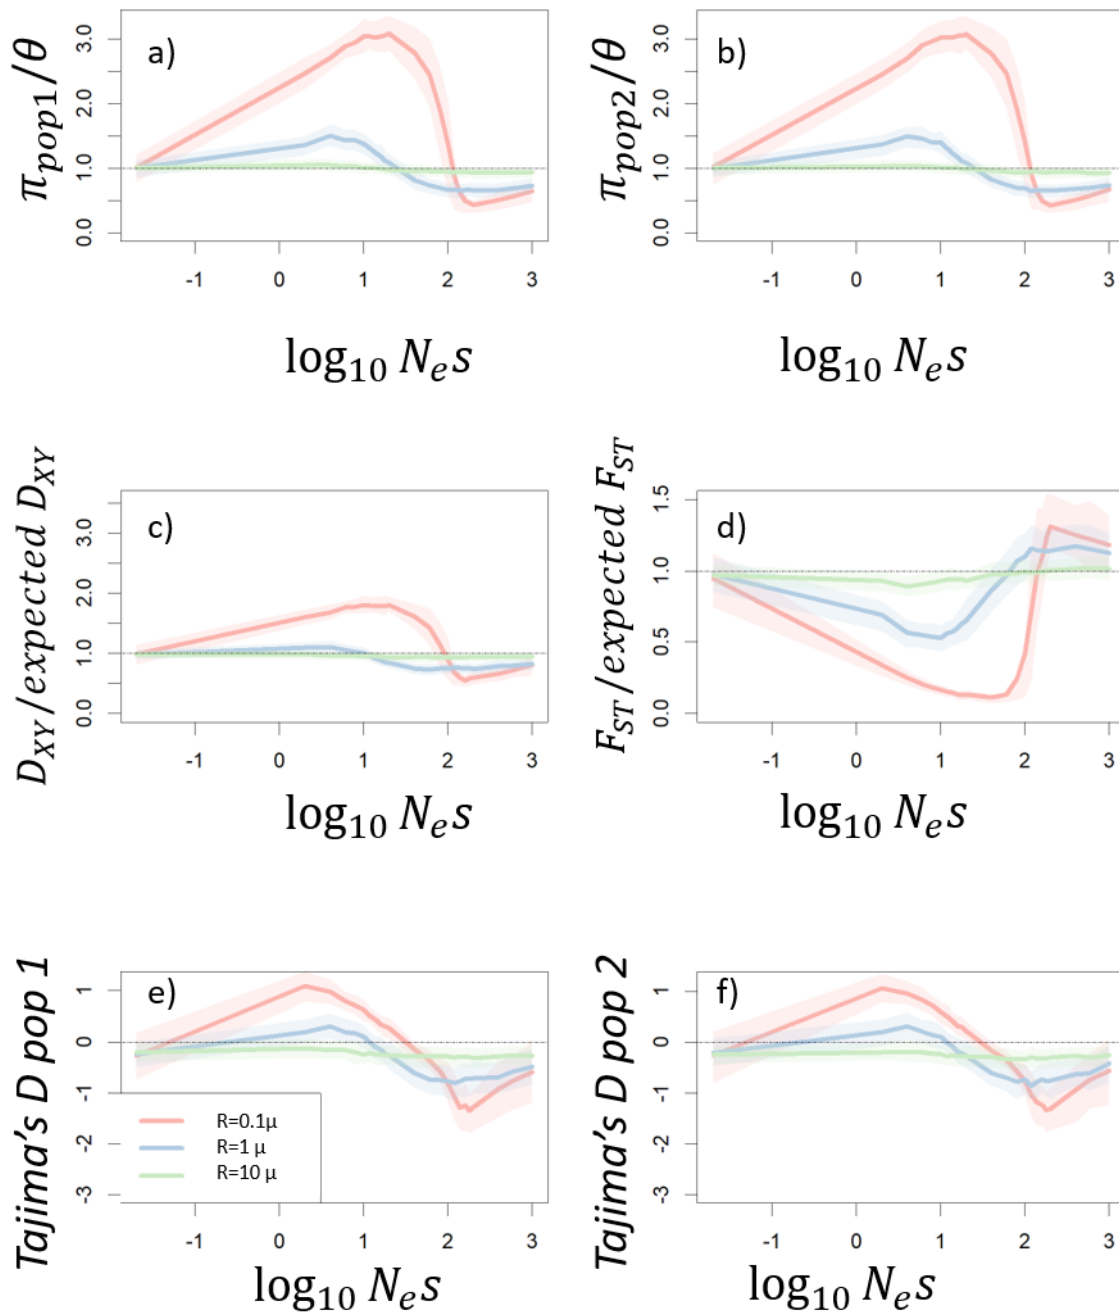 π_pop1/θ
a)
3.0
2.0
1.0
0.0
-1 0 1 2 3
log₁₀ Nₑs
π_pop2/θ
b)
3.0
2.0
1.0
0.0
-1 0 1 2 3
log₁₀ Nₑs
D_XY/expected D_XY
c)
3.0
2.0
1.0
0.0
-1 0 1 2 3
log₁₀ Nₑs
F_ST/expected F_ST
d)
1.5
1.0
0.5
0.0
-1 0 1 2 3
log₁₀ Nₑs
Tajima's D pop 1
e)
1
0
-1
-2
-3
R=0.1μ
R=1 μ
R=10 μ
-1 0 1 2 3
log₁₀ Nₑs
Tajima's D pop 2
f)
1
0
-1
-2
-3
-1 0 1 2 3
log₁₀ Nₑs